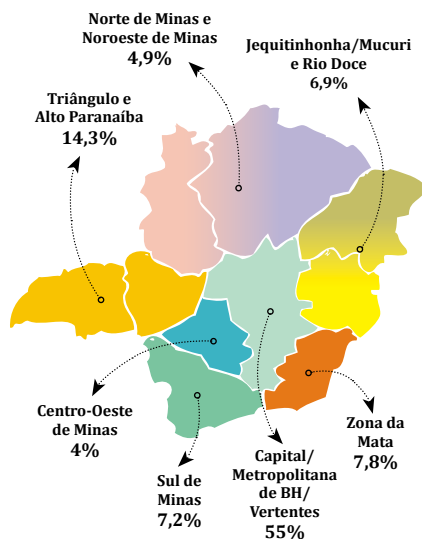 Norte de Minas e
Noroeste de Minas
4,9%
Jequitinhonha/Mucuri
e Rio Doce
6,9%
Triângulo e
Alto Paranaíba
14,3%
Centro-Oeste
de Minas
4%
Sul de
Minas
7,2%
Capital/
Metropolitana
de BH/
Vertentes
55%
Zona da
Mata
7,8%